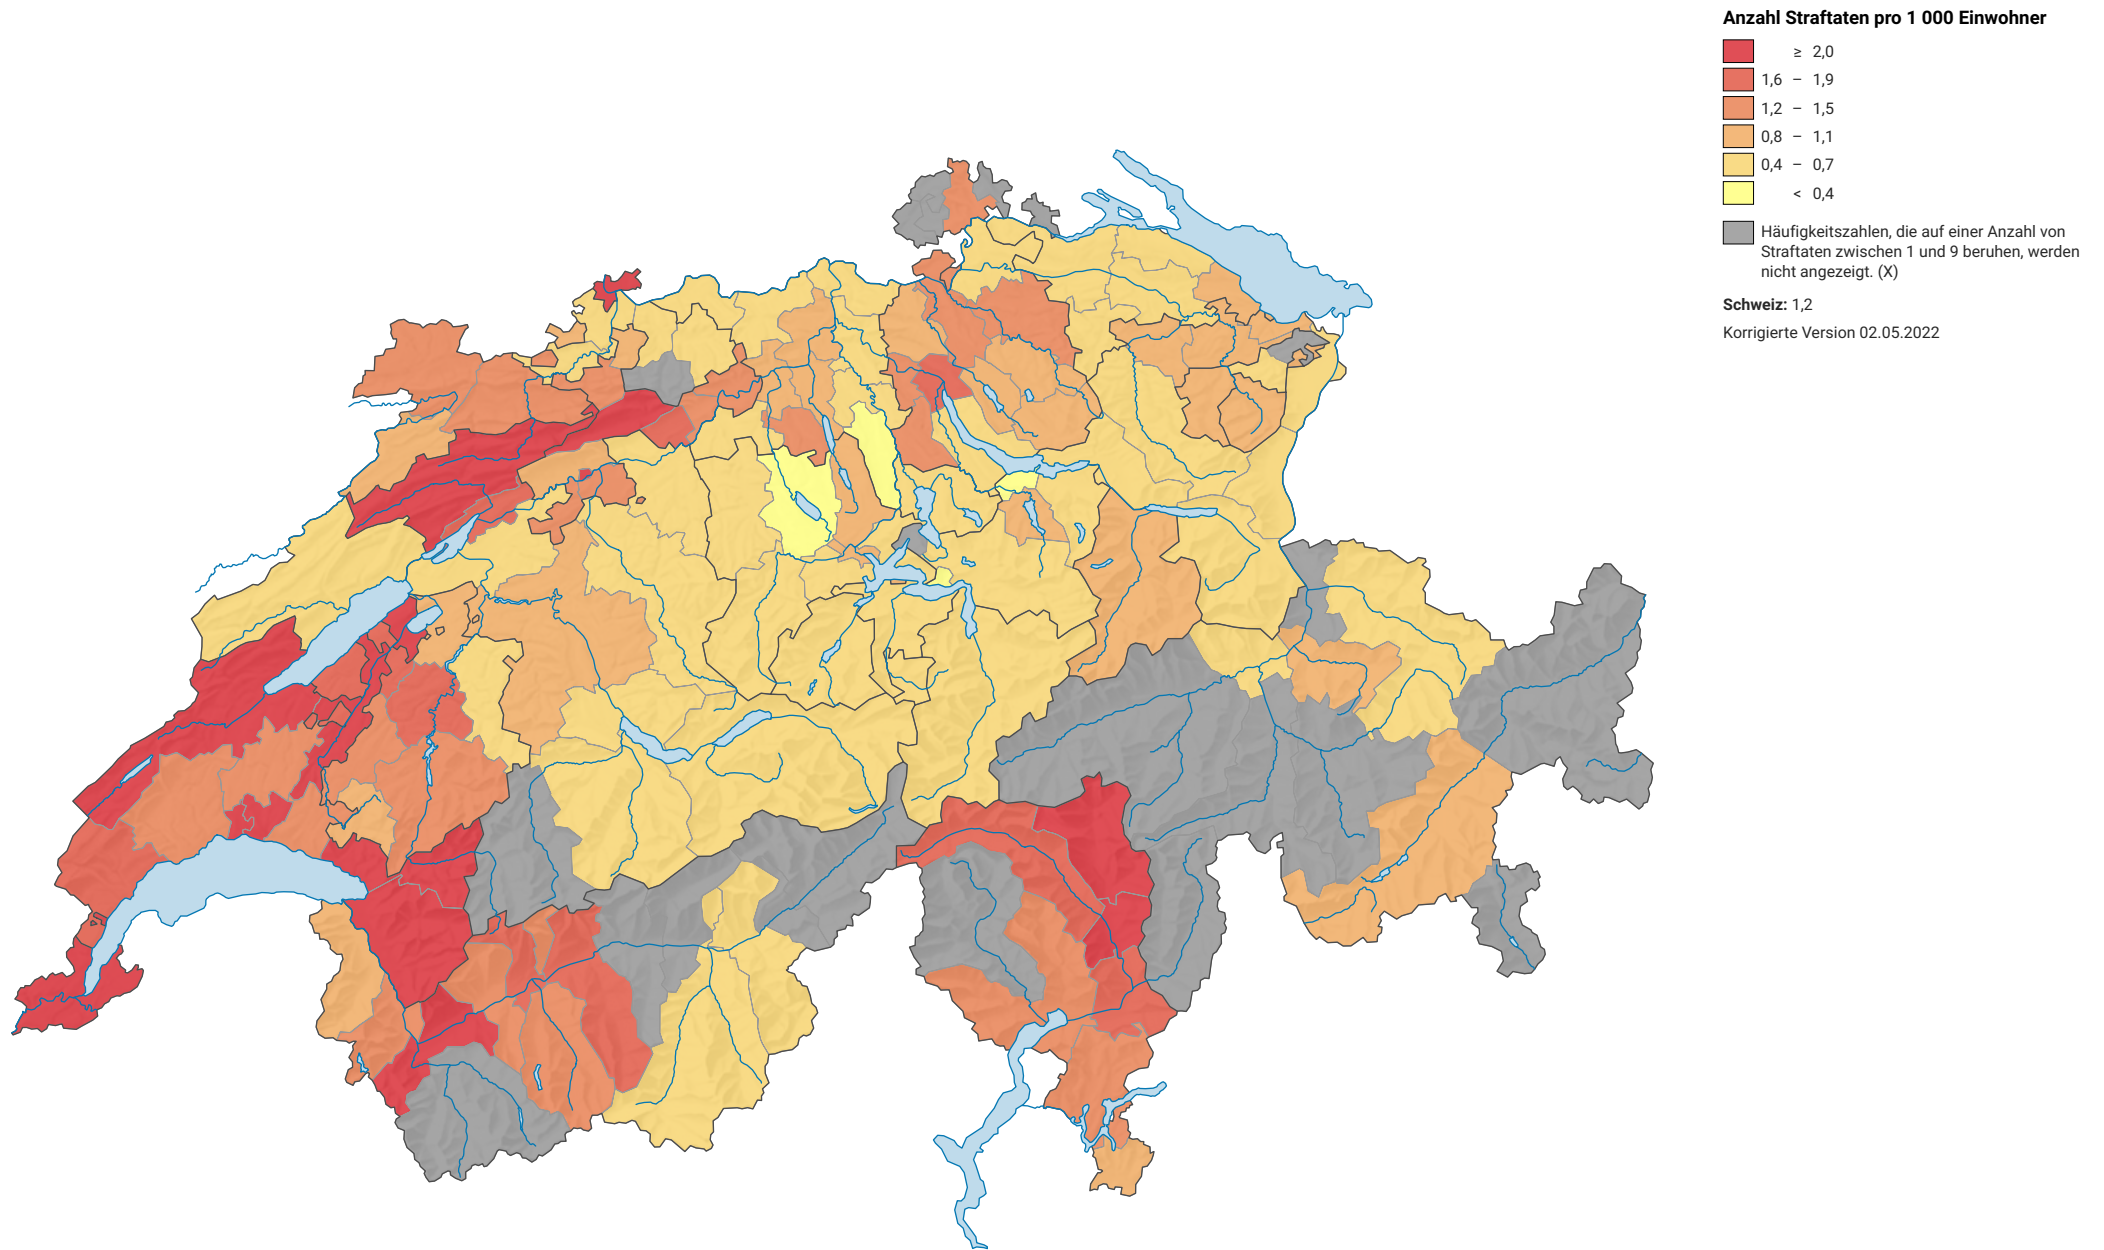 Anzahl Straftaten pro 1 000 Einwohner
≥ 2,0
1,6 – 1,9
1,2 – 1,5
0,8 – 1,1
0,4 – 0,7
< 0,4
Häufigkeitszahlen, die auf einer Anzahl von
Straftaten zwischen 1 und 9 beruhen, werden
nicht angezeigt. (X)
Schweiz: 1,2
Korrigierte Version 02.05.2022